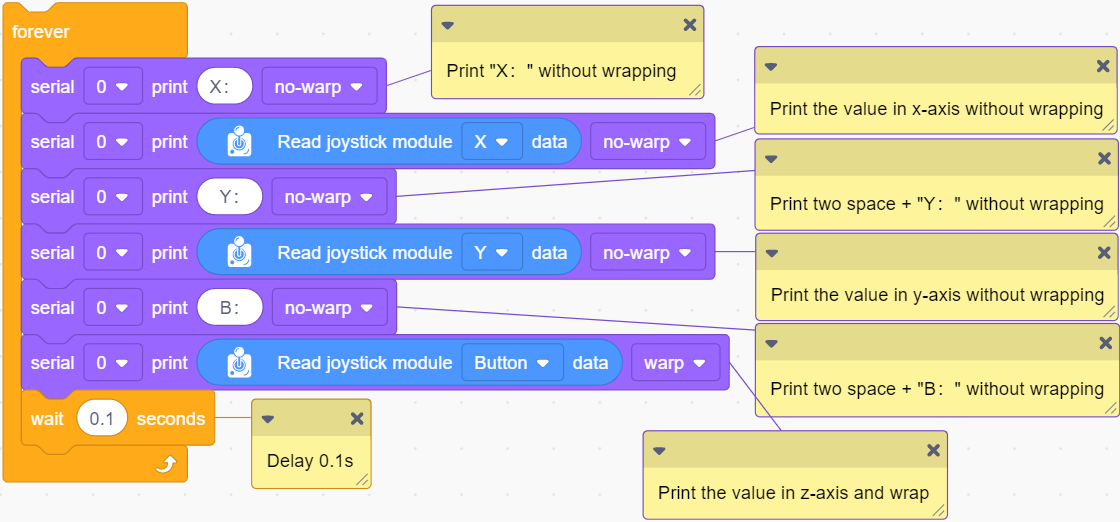 forever
serial 0 print X: no-warp
Print "X: " without wrapping
serial 0 print Read joystick module X data no-warp
Print the value in x-axis without wrapping
serial 0 print Y: no-warp
Print two space + "Y: " without wrapping
serial 0 print Read joystick module Y data no-warp
Print the value in y-axis without wrapping
serial 0 print B: no-warp
Print two space + "B: " without wrapping
serial 0 print Read joystick module Button data warp
Print the value in z-axis and wrap
wait 0.1 seconds
Delay 0.1s